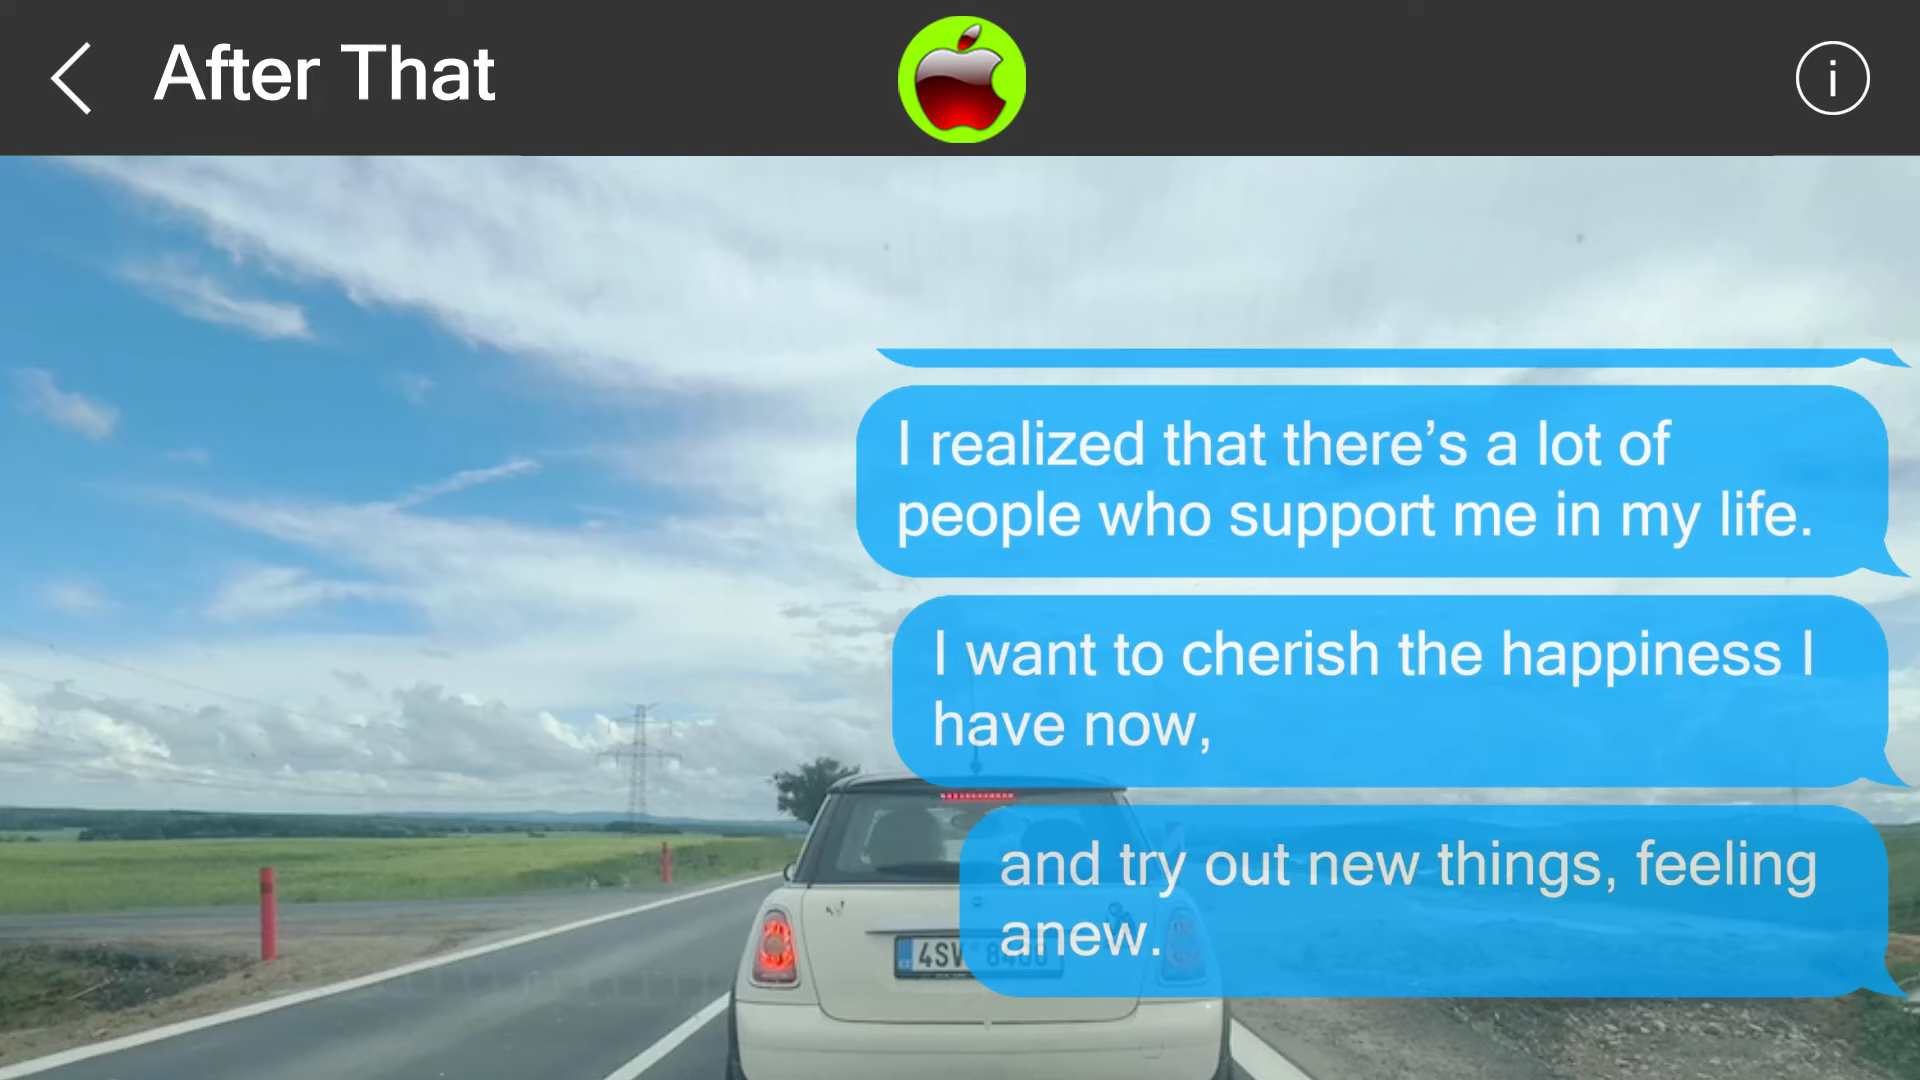 After That
I realized that there's a lot of
people who support me in my life.
I want to cherish the happiness I
have now,
and try out new things, feeling
anew.
4SV